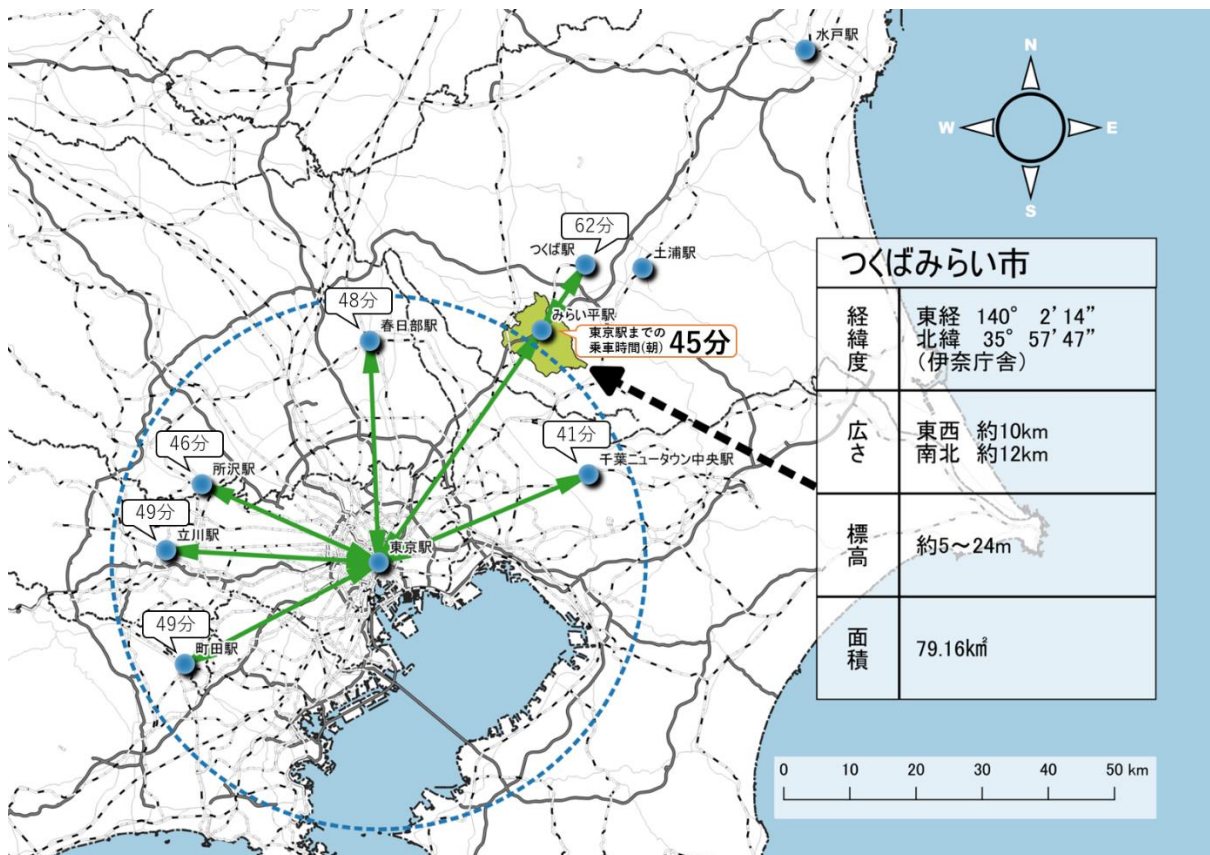 水戸駅
N
W
E
S
62分
つくば駅
土浦駅
48分
春日部駅
みらい平駅
東京駅までの
乗車時間(朝) 45分
41分
千葉ニュータウン中央駅
46分
所沢駅
49分
立川駅
東京駅
49分
町田駅
つくばみらい市
経緯度
東経 140° 2’14”
北緯 35° 57’47”
(伊奈庁舎)
広さ
東西 約10km
南北 約12km
標高
約5～24m
面積
79.16k㎡
0 10 20 30 40 50 km